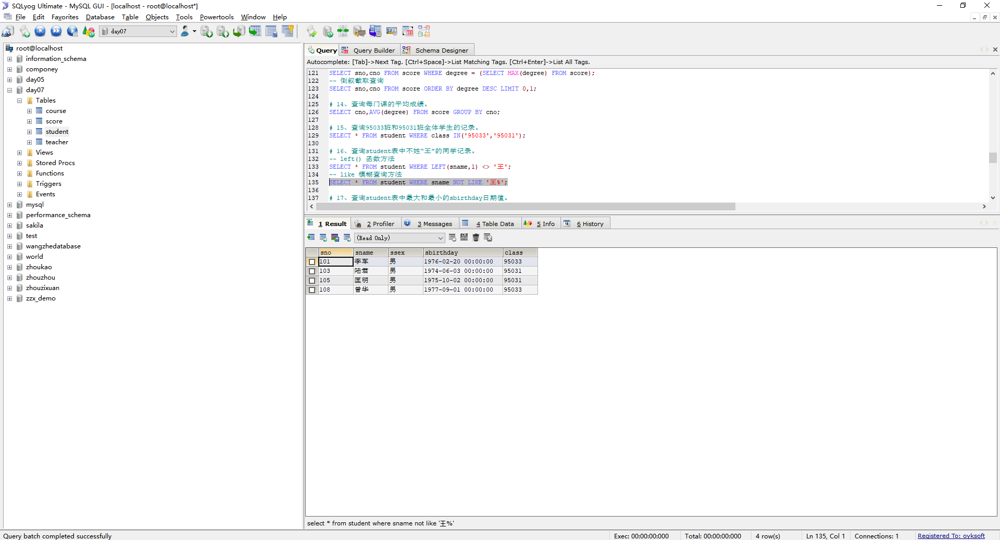 SQLyog Ultimate - MySQL GUI - [localhost - root@localhost*]
File Edit Favorites Database Table Objects Tools Powertools Window Help
day07
root@localhost
information_schema
componey
day05
day07
Tables
course
score
student
teacher
Views
Stored Procs
Functions
Triggers
Events
mysql
performance_schema
sakila
test
wangzhedatabase
world
zhoukao
zhouzhou
zhouzixuan
zzx_demo
Query Query Builder Schema Designer
Autocomplete: [Tab]->Next Tag. [Ctrl+Space]->List Matching Tags. [Ctrl+Enter]->List All Tags.
121 SELECT sno,cno FROM score WHERE degree = (SELECT MAX(degree) FROM score);
122 -- 倒叙截取查询
123 SELECT sno,cno FROM score ORDER BY degree DESC LIMIT 0,1;
124
125 # 14、查询每门课的平均成绩。
126 SELECT cno,AVG(degree) FROM score GROUP BY cno;
127
128 # 15、查询95033班和95031班全体学生的记录。
129 SELECT * FROM student WHERE class IN('95033','95031');
130
131 # 16、查询student表中不姓“王”的同学记录。
132 -- left() 函数方法
133 SELECT * FROM student WHERE LEFT(sname,1) <> '王';
134 -- like 模糊查询方法
135 SELECT * FROM student WHERE sname NOT LIKE '王%';
136
137 # 17、查询student表中最大和最小的sbirthday日期值。
1 Result 2 Profiler 3 Messages 4 Table Data 5 Info 6 History
(Read Only)
sno sname ssex sbirthday class
101 李军 男 1976-02-20 00:00:00 95033
103 陆君 男 1974-06-03 00:00:00 95031
105 匡明 男 1975-10-02 00:00:00 95031
108 曾华 男 1977-09-01 00:00:00 95033
select * from student where sname not like '王%'
Query batch completed successfully Exec: 00:00:00:000 Total: 00:00:00:000 4 row(s) Ln 135, Col 1 Connections: 1 Registered To: oyksoft